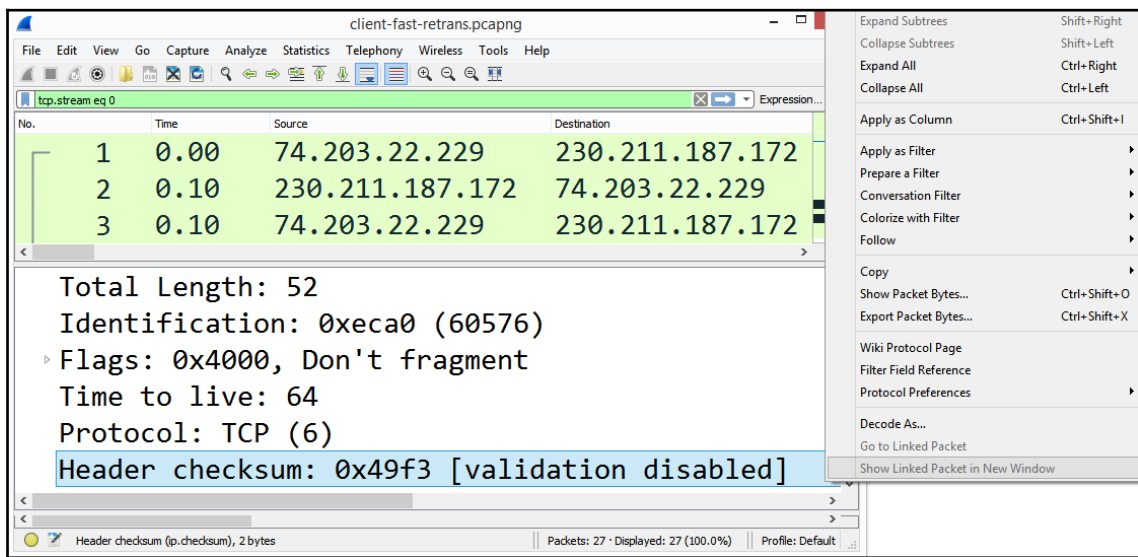 client-fast-retrans.pcapng
File Edit View Go Capture Analyze Statistics Telephony Wireless Tools Help
tcp.stream eq 0 Expression...
No. Time Source Destination
1 0.00 74.203.22.229 230.211.187.172
2 0.10 230.211.187.172 74.203.22.229
3 0.10 74.203.22.229 230.211.187.172
Total Length: 52
Identification: 0xeca0 (60576)
Flags: 0x4000, Don't fragment
Time to live: 64
Protocol: TCP (6)
Header checksum: 0x49f3 [validation disabled]
Header checksum (ip.checksum), 2 bytes Packets: 27 · Displayed: 27 (100.0%) Profile: Default
Expand Subtrees Shift+Right
Collapse Subtrees Shift+Left
Expand All Ctrl+Right
Collapse All Ctrl+Left
Apply as Column Ctrl+Shift+I
Apply as Filter
Prepare a Filter
Conversation Filter
Colorize with Filter
Follow
Copy
Show Packet Bytes... Ctrl+Shift+O
Export Packet Bytes... Ctrl+Shift+X
Wiki Protocol Page
Filter Field Reference
Protocol Preferences
Decode As...
Go to Linked Packet
Show Linked Packet in New Window